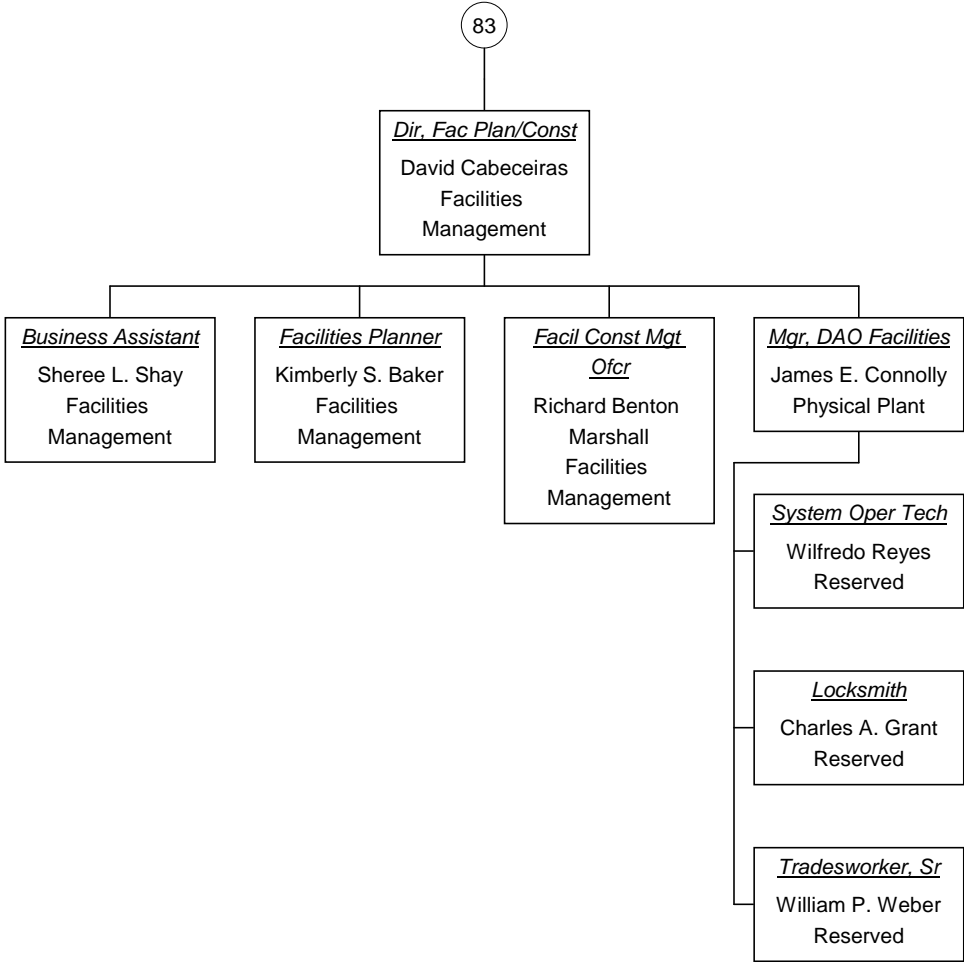 83
Dir, Fac Plan/Const
David Cabeceiras
Facilities
Management
Business Assistant
Sheree L. Shay
Facilities
Management
Facilities Planner
Kimberly S. Baker
Facilities
Management
Facil Const Mgt
Ofcr
Richard Benton
Marshall
Facilities
Management
Mgr, DAO Facilities
James E. Connolly
Physical Plant
System Oper Tech
Wilfredo Reyes
Reserved
Locksmith
Charles A. Grant
Reserved
Tradesworker, Sr
William P. Weber
Reserved